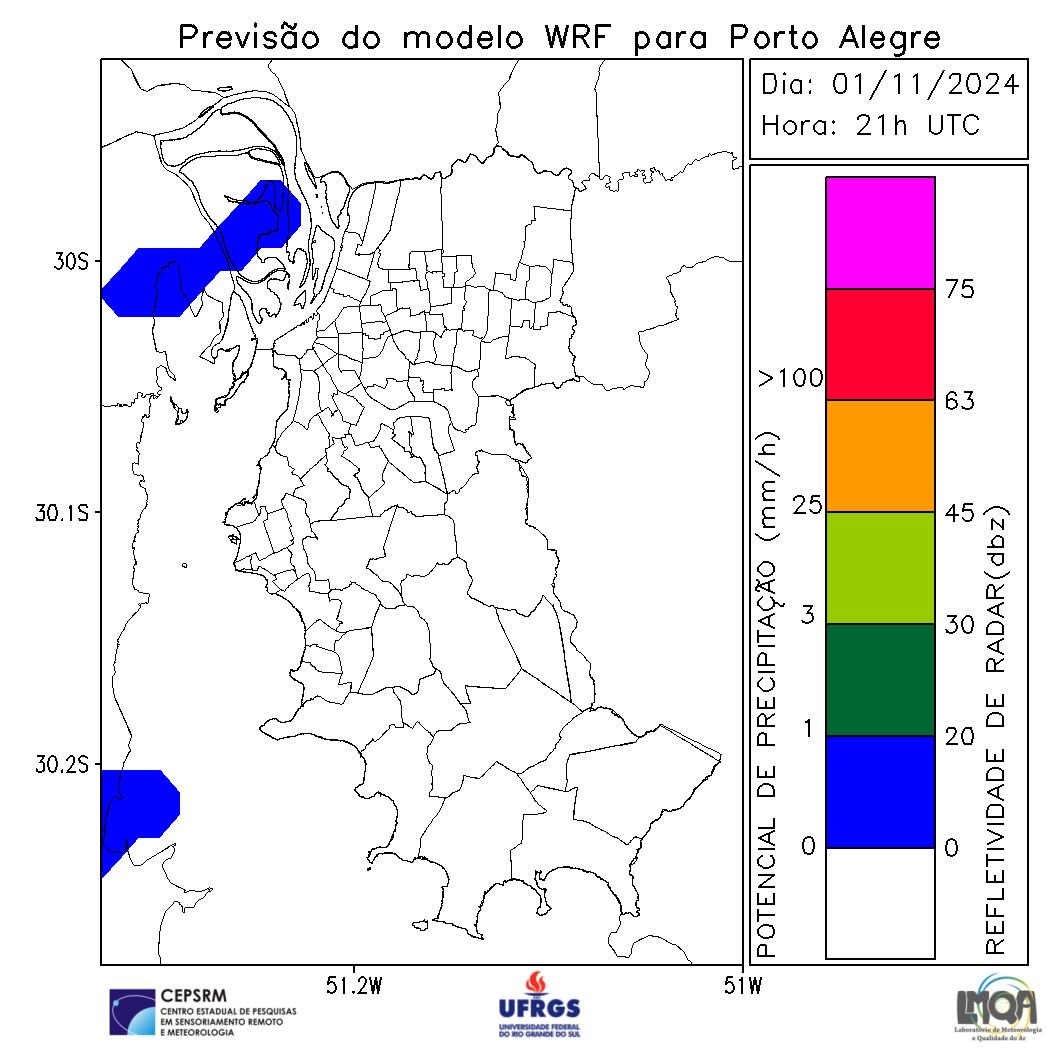 Previsão do modelo WRF para Porto Alegre
Dia: 01/11/2024
Hora: 21h UTC
30S
30.1S
30.2S
51.2W
51W
POTENCIAL DE PRECIPITAÇÃO (mm/h)
>100
25
3
1
0
75
63
45
30
20
0
REFLETIVIDADE DE RADAR(dbz)
CEPSRM
CENTRO ESTADUAL DE PESQUISAS
EM SENSORIAMENTO REMOTO
E METEOROLOGIA
UFRGS
UNIVERSIDADE FEDERAL
DO RIO GRANDE DO SUL
LMQA
Laboratório de Meteorologia
e Qualidade do Ar